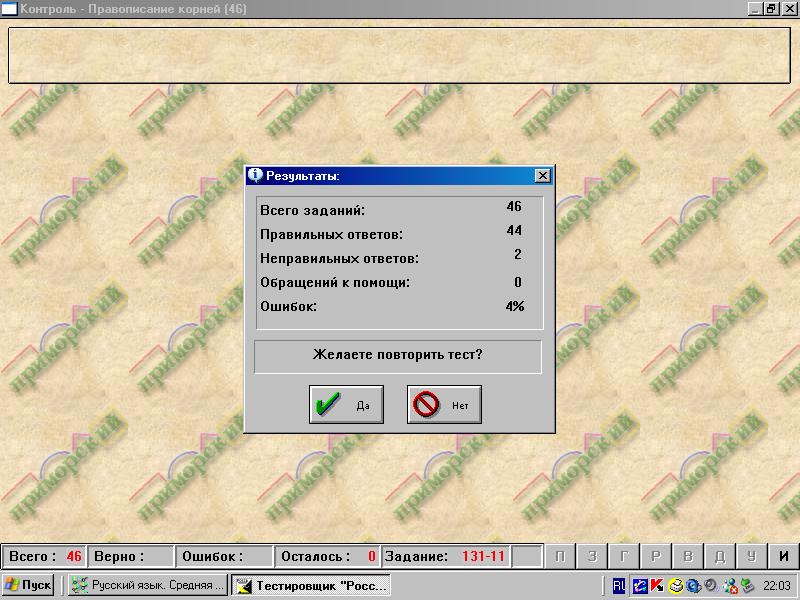 Контроль - Правописание корней (46)
приморский
Результаты:
Всего заданий: 46
Правильных ответов: 44
Неправильных ответов: 2
Обращений к помощи: 0
Ошибок: 4%
Желаете повторить тест?
Да Нет
Всего : 46 Верно : Ошибок : Осталось : 0 Задание: 131-11 П З Г Р В Д У И
Пуск Русский язык. Средняя ... Тестировщик "Росс... RU 22:03